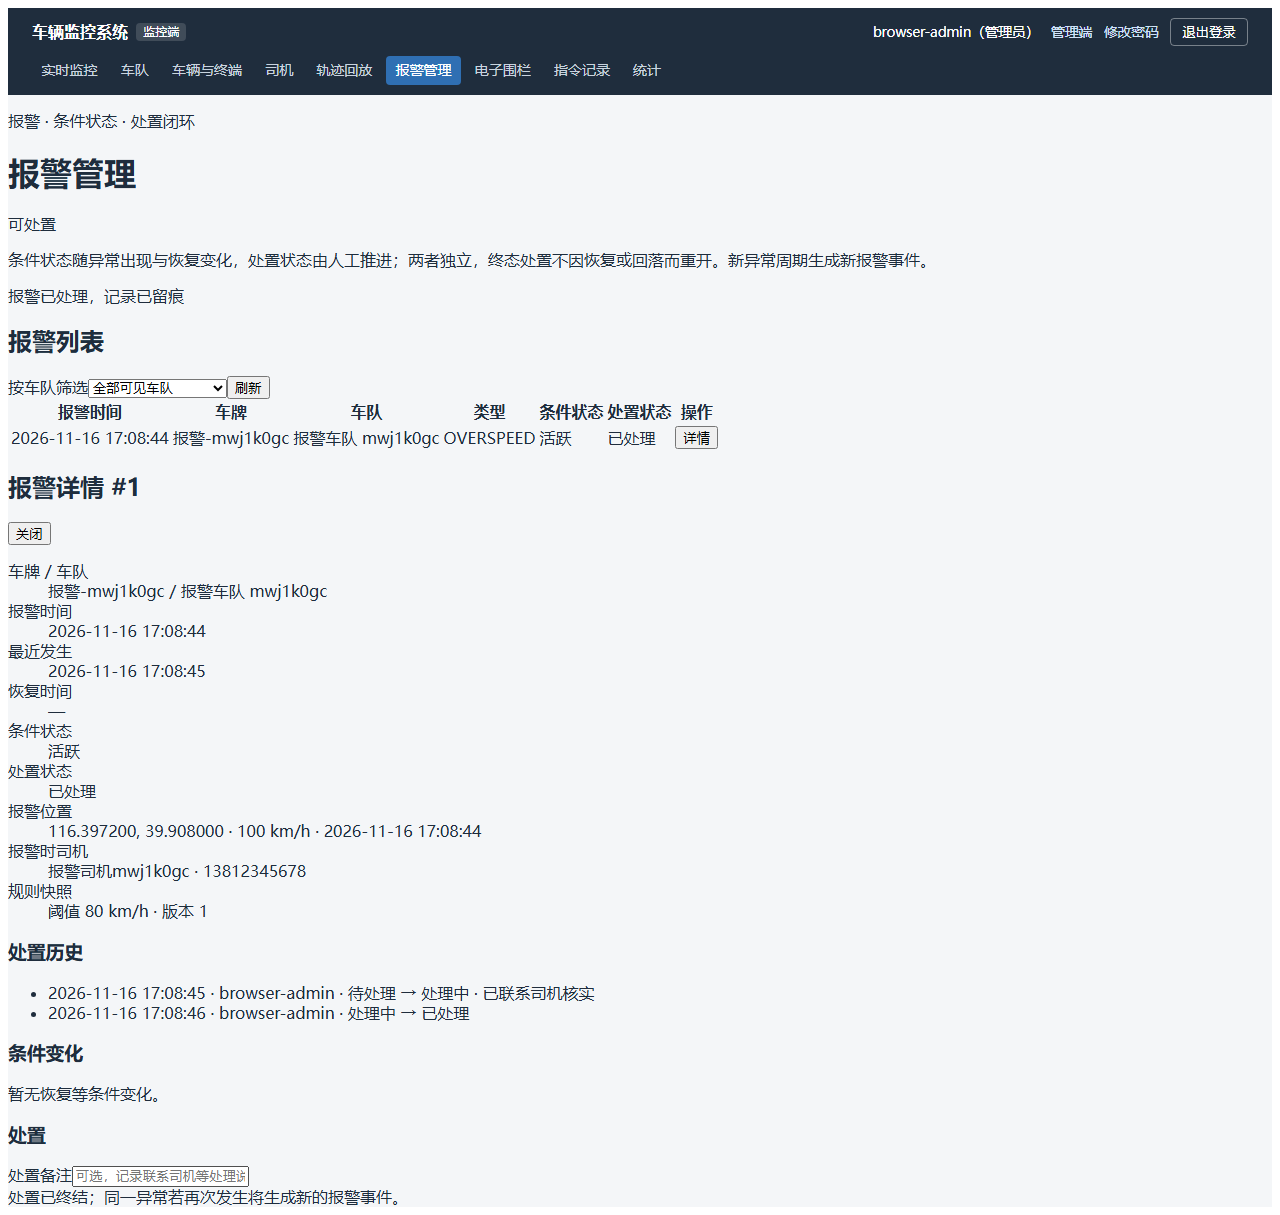 车辆监控系统 监控端 browser-admin（管理员） 管理端 修改密码 退出登录
实时监控 车队 车辆与终端 司机 轨迹回放 报警管理 电子围栏 指令记录 统计
报警 · 条件状态 · 处置闭环
报警管理
可处置
条件状态随异常出现与恢复变化，处置状态由人工推进；两者独立，终态处置不因恢复或回落而重开。新异常周期生成新报警事件。
报警已处理，记录已留痕
报警列表
按车队筛选 全部可见车队 刷新
报警时间 车牌 车队 类型 条件状态 处置状态 操作
2026-11-16 17:08:44 报警-mwj1k0gc 报警车队 mwj1k0gc OVERSPEED 活跃 已处理 详情
报警详情 #1
关闭
车牌 / 车队
报警-mwj1k0gc / 报警车队 mwj1k0gc
报警时间
2026-11-16 17:08:44
最近发生
2026-11-16 17:08:45
恢复时间
—
条件状态
活跃
处置状态
已处理
报警位置
116.397200, 39.908000 · 100 km/h · 2026-11-16 17:08:44
报警时司机
报警司机mwj1k0gc · 13812345678
规则快照
阈值 80 km/h · 版本 1
处置历史
• 2026-11-16 17:08:45 · browser-admin · 待处理 → 处理中 · 已联系司机核实
• 2026-11-16 17:08:46 · browser-admin · 处理中 → 已处理
条件变化
暂无恢复等条件变化。
处置
处置备注 可选，记录联系司机等处理
处置已终结；同一异常若再次发生将生成新的报警事件。